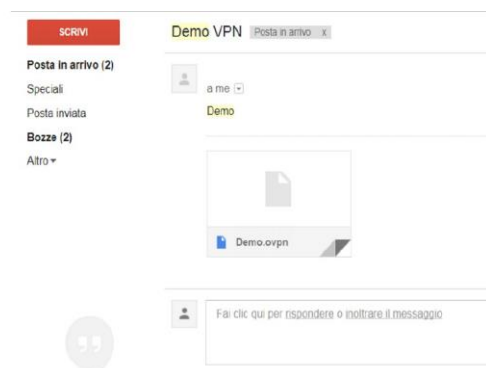 SCRIVI
Demo VPN Posta in arrivo x
Posta in arrivo (2)
Speciali
Posta inviata
Bozze (2)
Altro
a me
Demo
Demo.ovpn
Fai clic qui per rispondere o inoltrare il messaggio